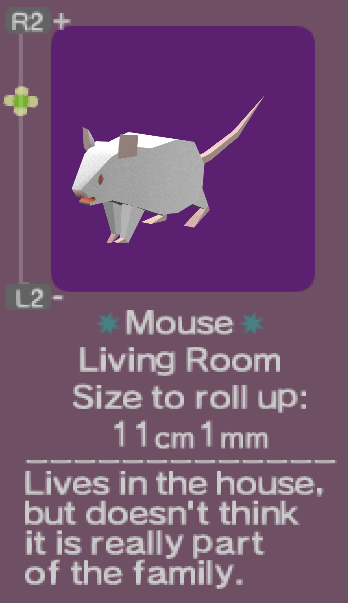 R2 +
L2 -
Mouse
Living Room
Size to roll up:
11cm1mm
Lives in the house,
but doesn't think
it is really part
of the family.